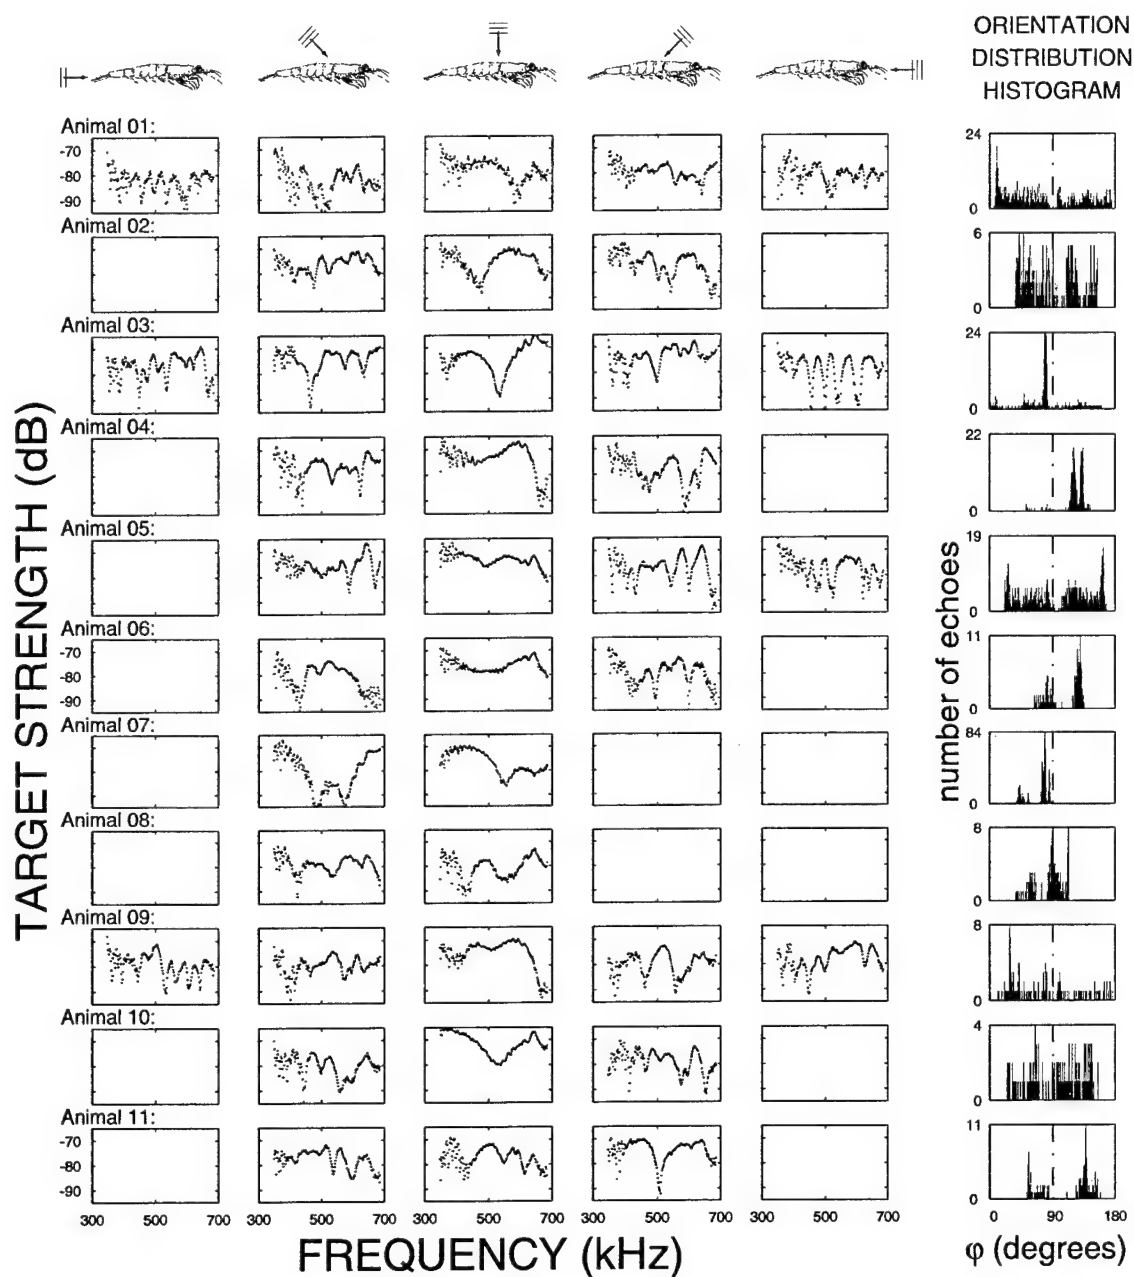 ORIENTATION
DISTRIBUTION
HISTOGRAM
Animal 01:
-70
-80
-90
24
0
Animal 02:
6
0
Animal 03:
24
0
Animal 04:
22
0
Animal 05:
19
0
Animal 06:
-70
-80
-90
11
0
Animal 07:
84
0
Animal 08:
8
0
Animal 09:
8
0
Animal 10:
4
0
Animal 11:
-70
-80
-90
11
0
300 500 700 300 500 700 300 500 700 300 500 700 300 500 700 0 90 180
TARGET STRENGTH (dB)
number of echoes
FREQUENCY (kHz)
φ (degrees)